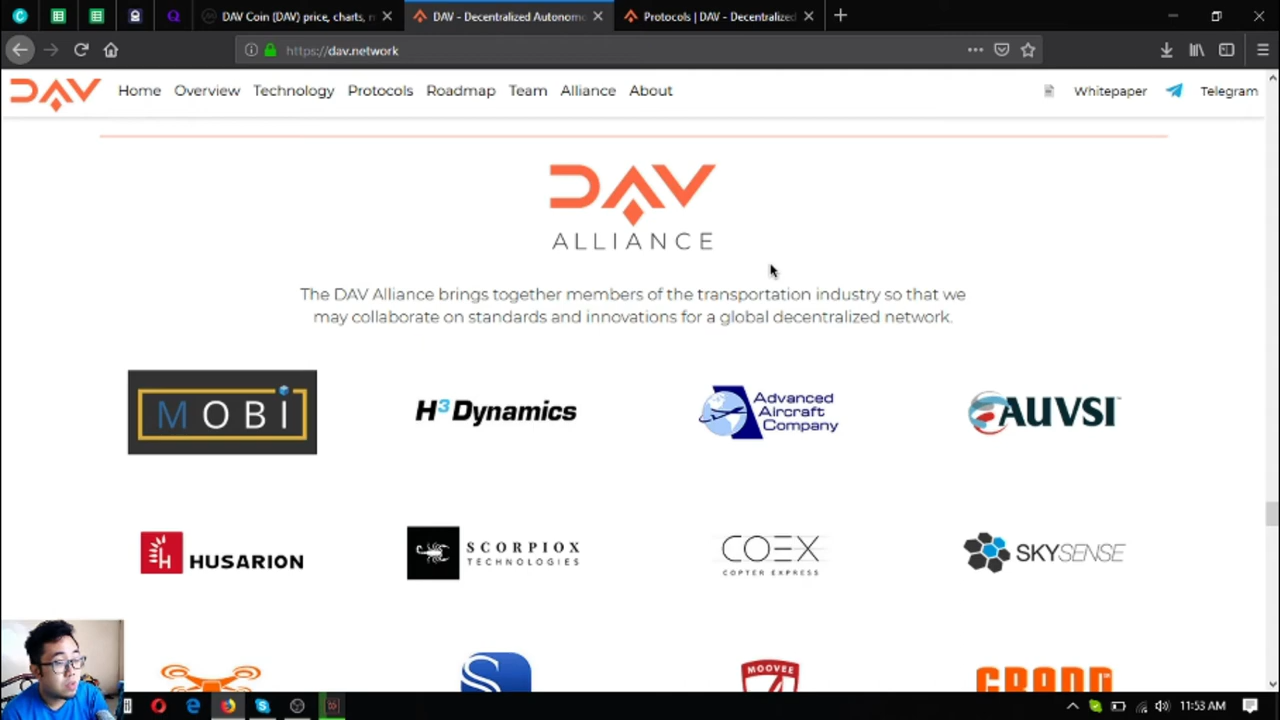 DAV Coin (DAV) price, charts, m
DAV - Decentralized Autonomo
Protocols | DAV - Decentralized
https://dav.network
DAV
Home
Overview
Technology
Protocols
Roadmap
Team
Alliance
About
Whitepaper
Telegram
DAV
ALLIANCE
The DAV Alliance brings together members of the transportation industry so that we
may collaborate on standards and innovations for a global decentralized network.
MOBi
H3 Dynamics
Advanced
Aircraft
Company
AUVSI™
H HUSARION
SCORPIOX
TECHNOLOGIES
COEX
COPTER EXPRESS
SKYSENSE
S
MOOVEE
GRAND
11:53 AM